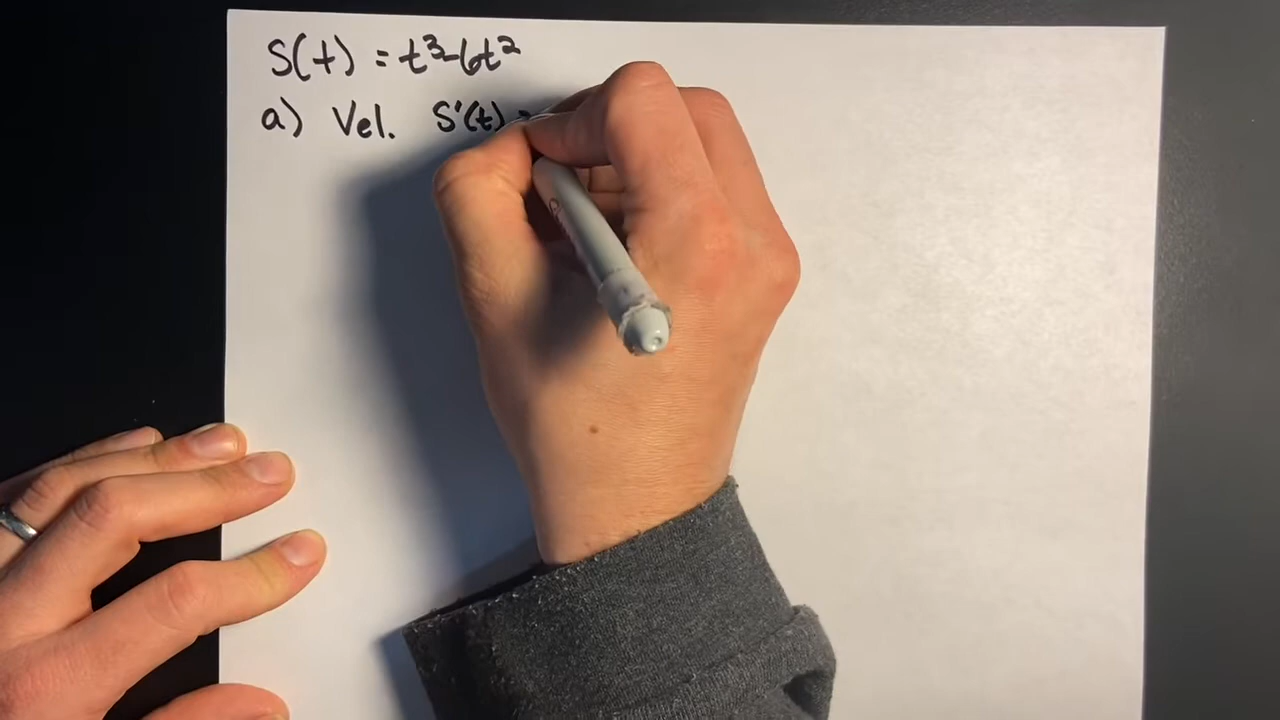 S(t) = t³-6t²
a) Vel. S'(t) =